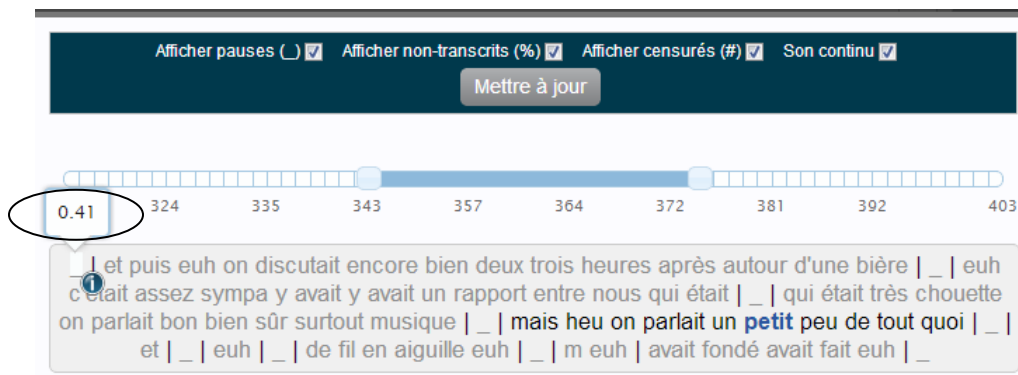 Afficher pauses (_) Afficher non-transcrits (%) Afficher censurés (#) Son continu
Mettre à jour
0.41 324 335 343 357 364 372 381 392 403
_ | et puis euh on discutait encore bien deux trois heures après autour d'une bière | _ | euh
c'était assez sympa y avait y avait un rapport entre nous qui était | _ | qui était très chouette
on parlait bon bien sûr surtout musique | _ | mais heu on parlait un petit peu de tout quoi | _ |
et | _ | euh | _ | de fil en aiguille euh | _ | m euh | avait fondé avait fait euh | _